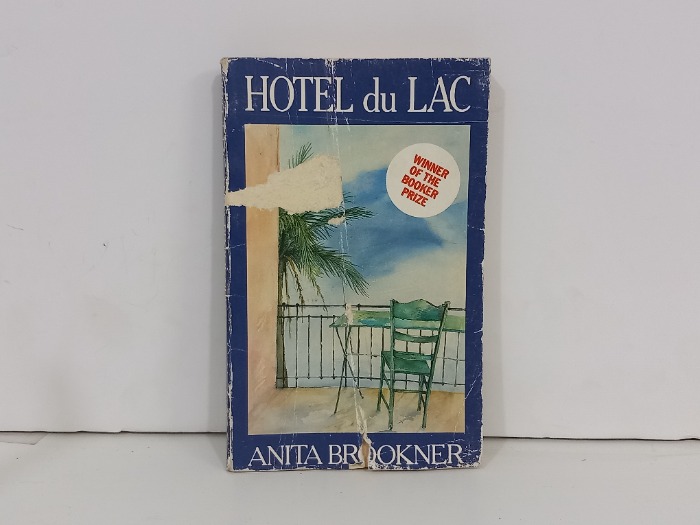 HOTEL du LAC
WINNER
OF THE
BOOKER
PRIZE
ANITA BROOKNER